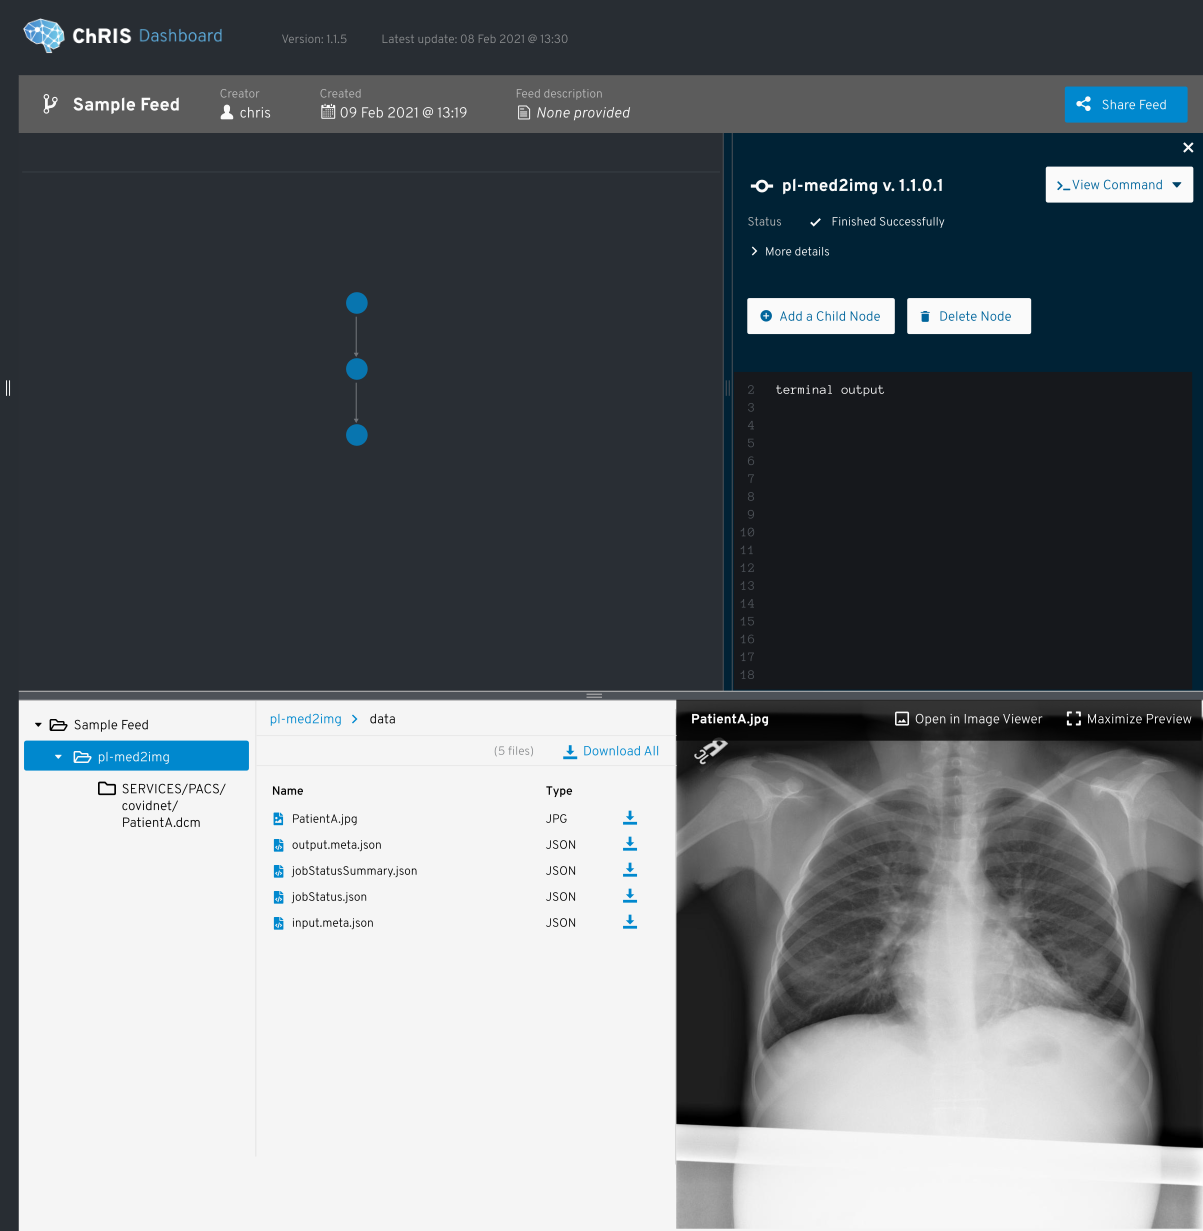 ChRIS Dashboard
Version: 1.1.5 Latest update: 08 Feb 2021 @ 13:30
Sample Feed
Creator
chris
Created
09 Feb 2021 @ 13:19
Feed description
None provided
Share Feed
pl-med2img v. 1.1.0.1
>_View Command
Status Finished Successfully
More details
Add a Child Node
Delete Node
2 terminal output
3
4
5
6
7
8
9
10
11
12
13
14
15
16
17
18
Sample Feed
pl-med2img
SERVICES/PACS/
covidnet/
PatientA.dcm
pl-med2img > data
(5 files) Download All
Name Type
PatientA.jpg JPG
output.meta.json JSON
jobStatusSummary.json JSON
jobStatus.json JSON
input.meta.json JSON
PatientA.jpg
Open in Image Viewer
Maximize Preview